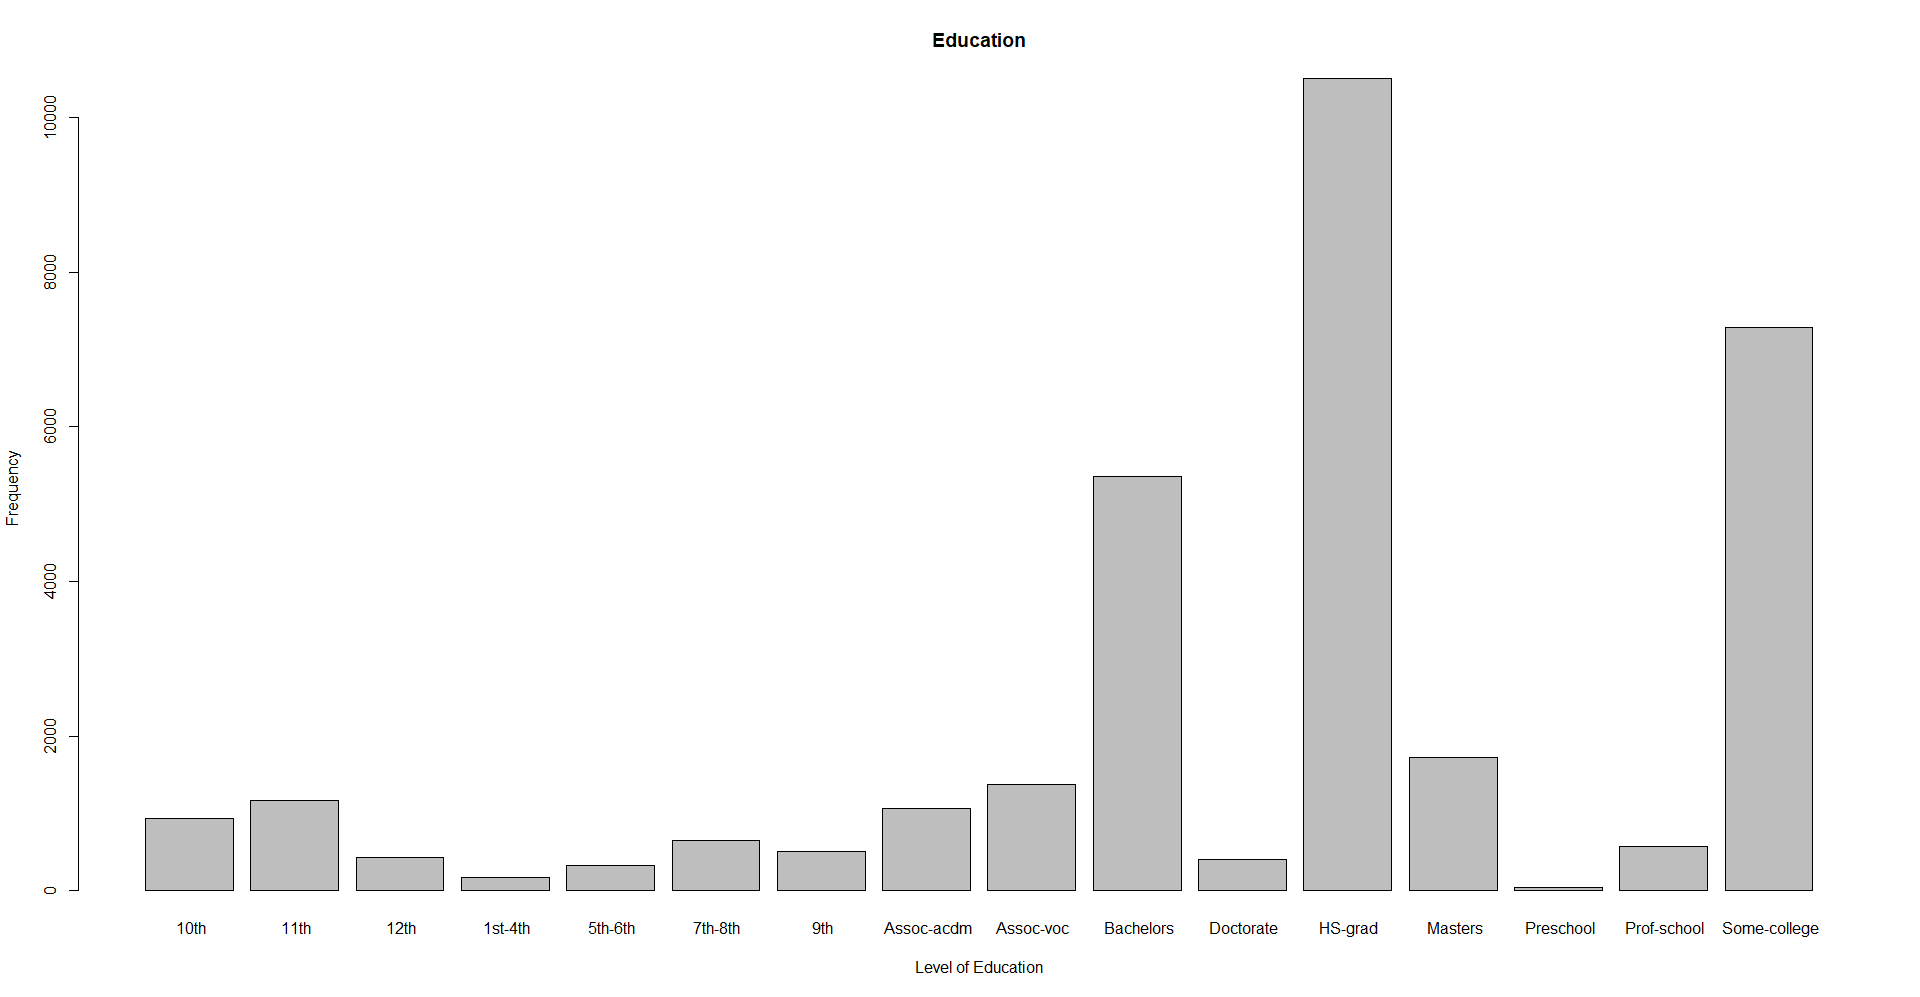 Education
10000
8000
6000
4000
2000
0
Frequency
10th 11th 12th 1st-4th 5th-6th 7th-8th 9th Assoc-acdm Assoc-voc Bachelors Doctorate HS-grad Masters Preschool Prof-school Some-college
Level of Education